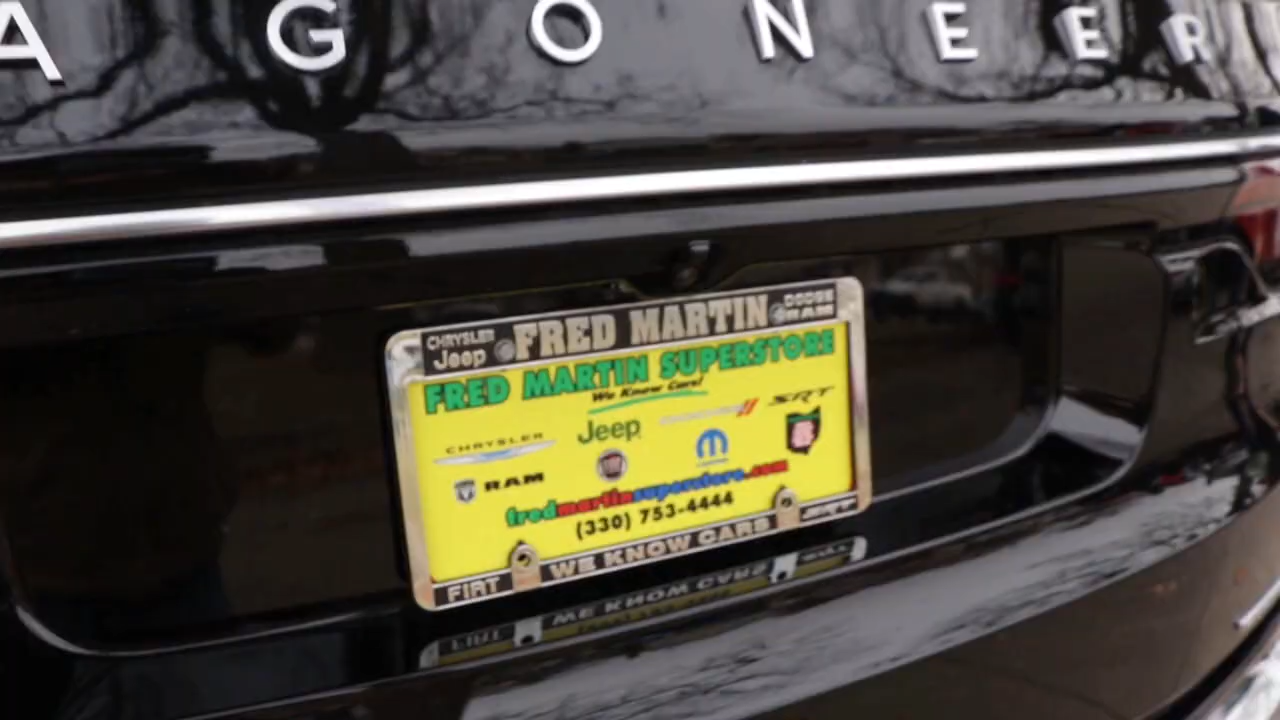 AGONEER
CHRYSLER
Jeep
FRED MARTIN
DODGE
RAM
FRED MARTIN SUPERSTORE
We Know Cars!
SRT
CHRYSLER
Jeep
RAM
fredmartinsuperstore.com
(330) 753-4444
FIAT
WE KNOW CARS
SRT